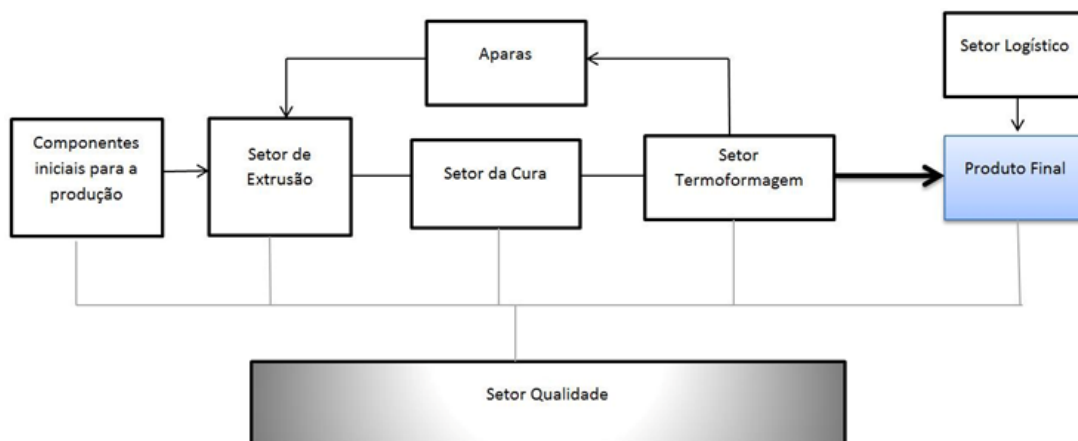 Aparas
Setor Logístico
Componentes
iniciais para a
produção
Setor de
Extrusão
Setor da Cura
Setor
Termoformagem
Produto Final
Setor Qualidade